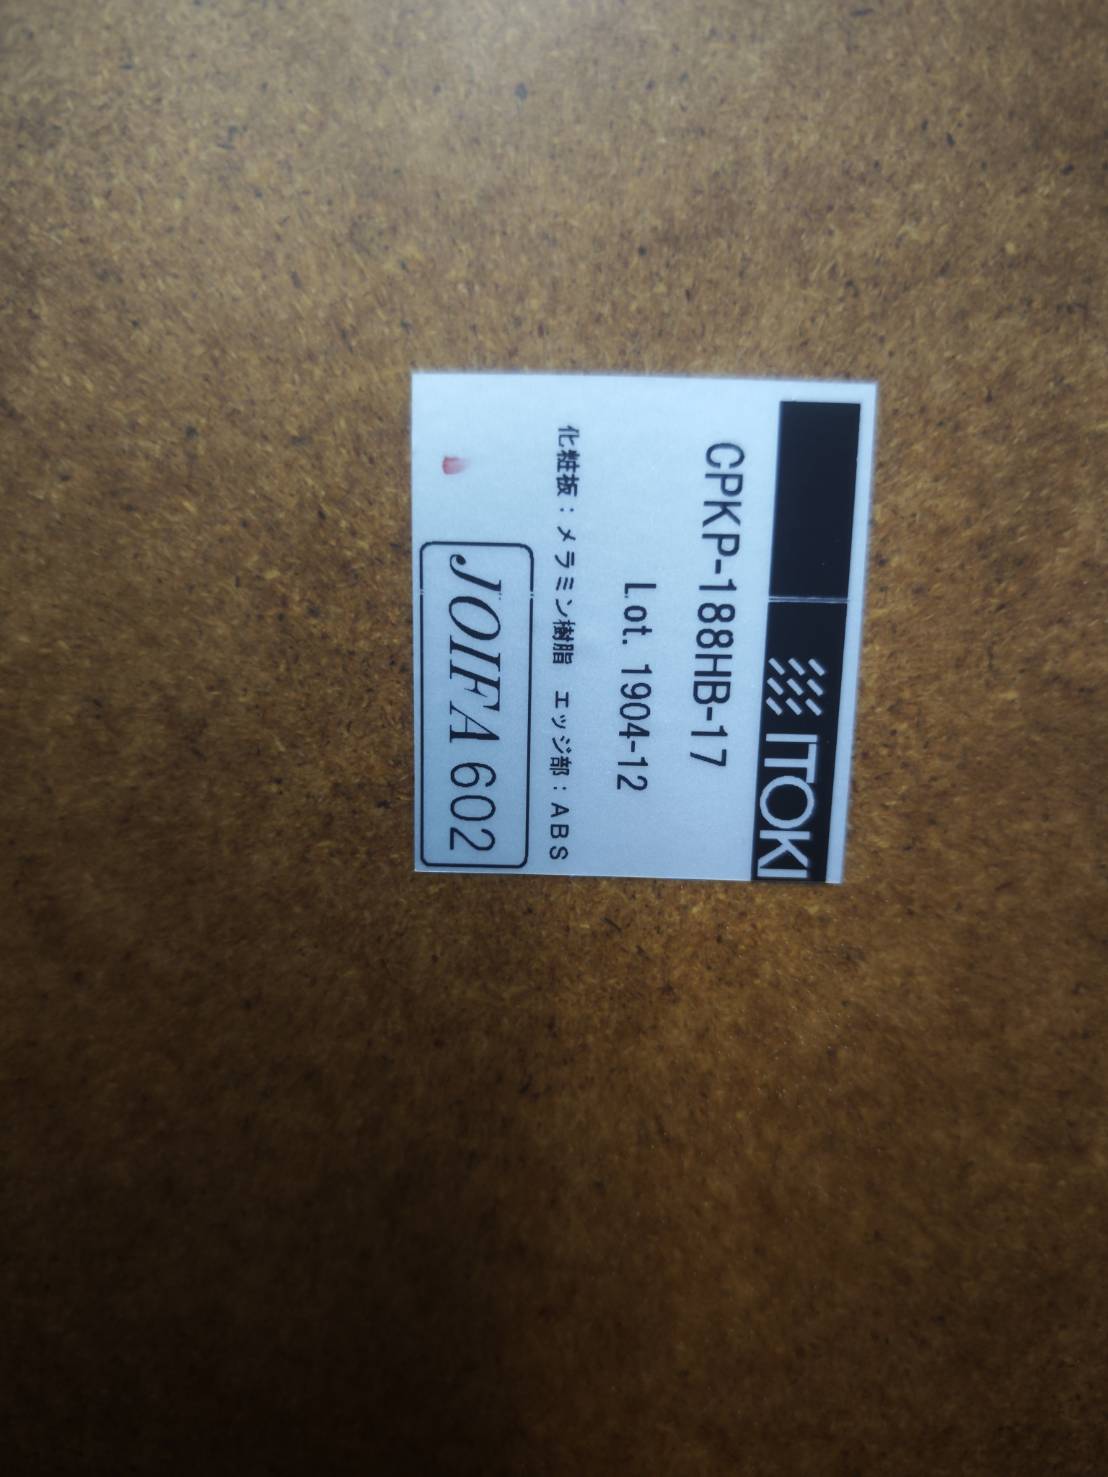 ITOKI
CPKP-188HB-17
Lot. 1904-12
化粧板：メラミン樹脂　エッジ部：ABS
JOIFA 602